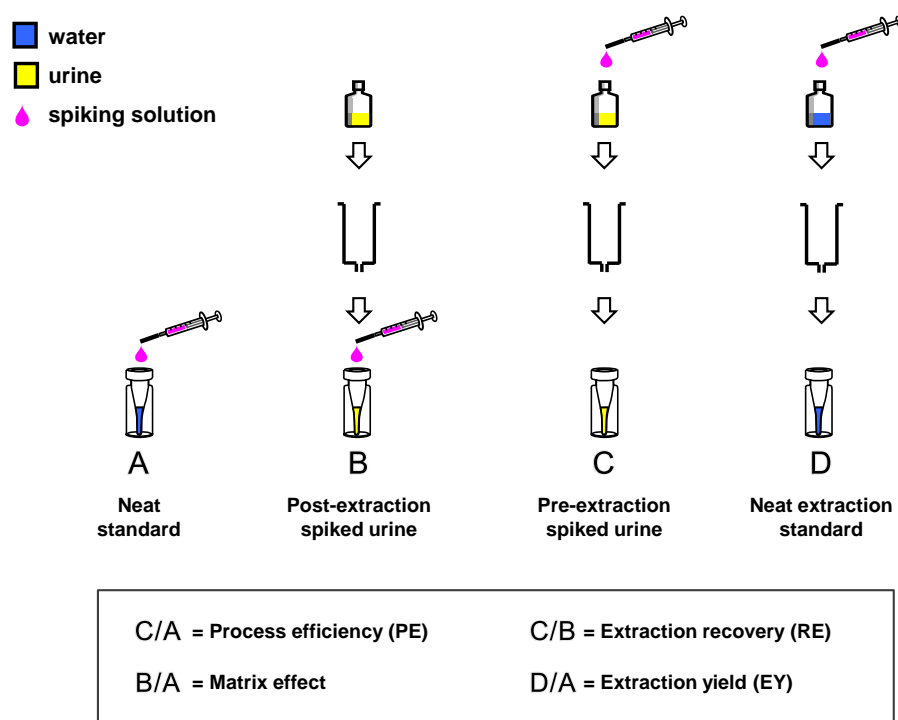 water
urine
spiking solution
A
B
C
D
Neat
standard
Post-extraction
spiked urine
Pre-extraction
spiked urine
Neat extraction
standard
C/A = Process efficiency (PE)
C/B = Extraction recovery (RE)
B/A = Matrix effect
D/A = Extraction yield (EY)